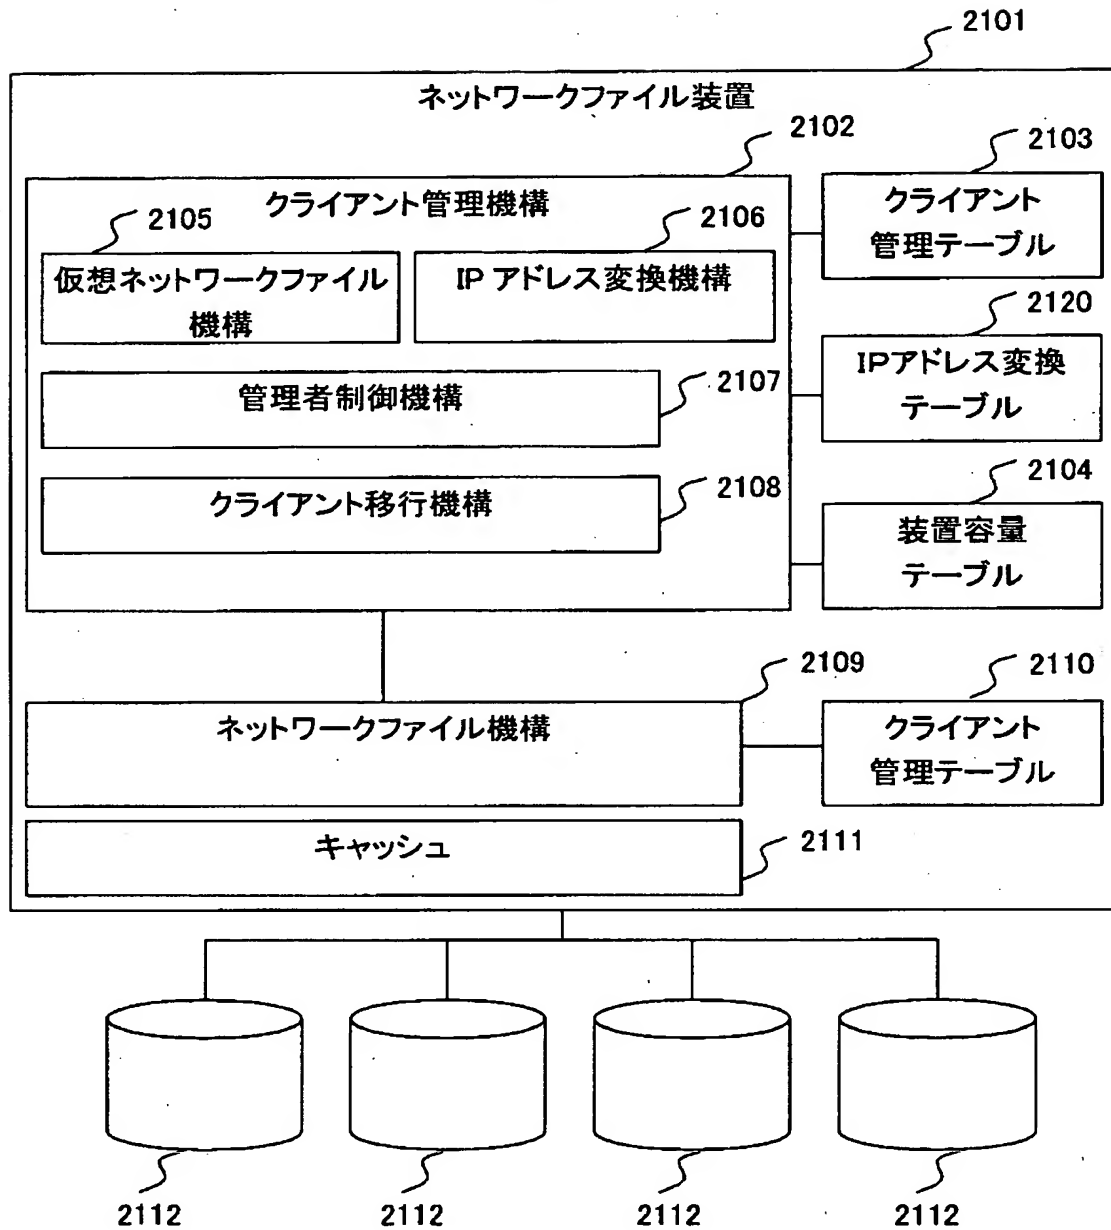 2101
ネットワークファイル装置
2102
2103
クライアント管理機構
クライアント
管理テーブル
2105
2106
仮想ネットワークファイル
機構
IP アドレス変換機構
2120
IPアドレス変換
テーブル
2107
管理者制御機構
2108
クライアント移行機構
2104
装置容量
テーブル
2109
2110
ネットワークファイル機構
クライアント
管理テーブル
キャッシュ
2111
2112
2112
2112
2112